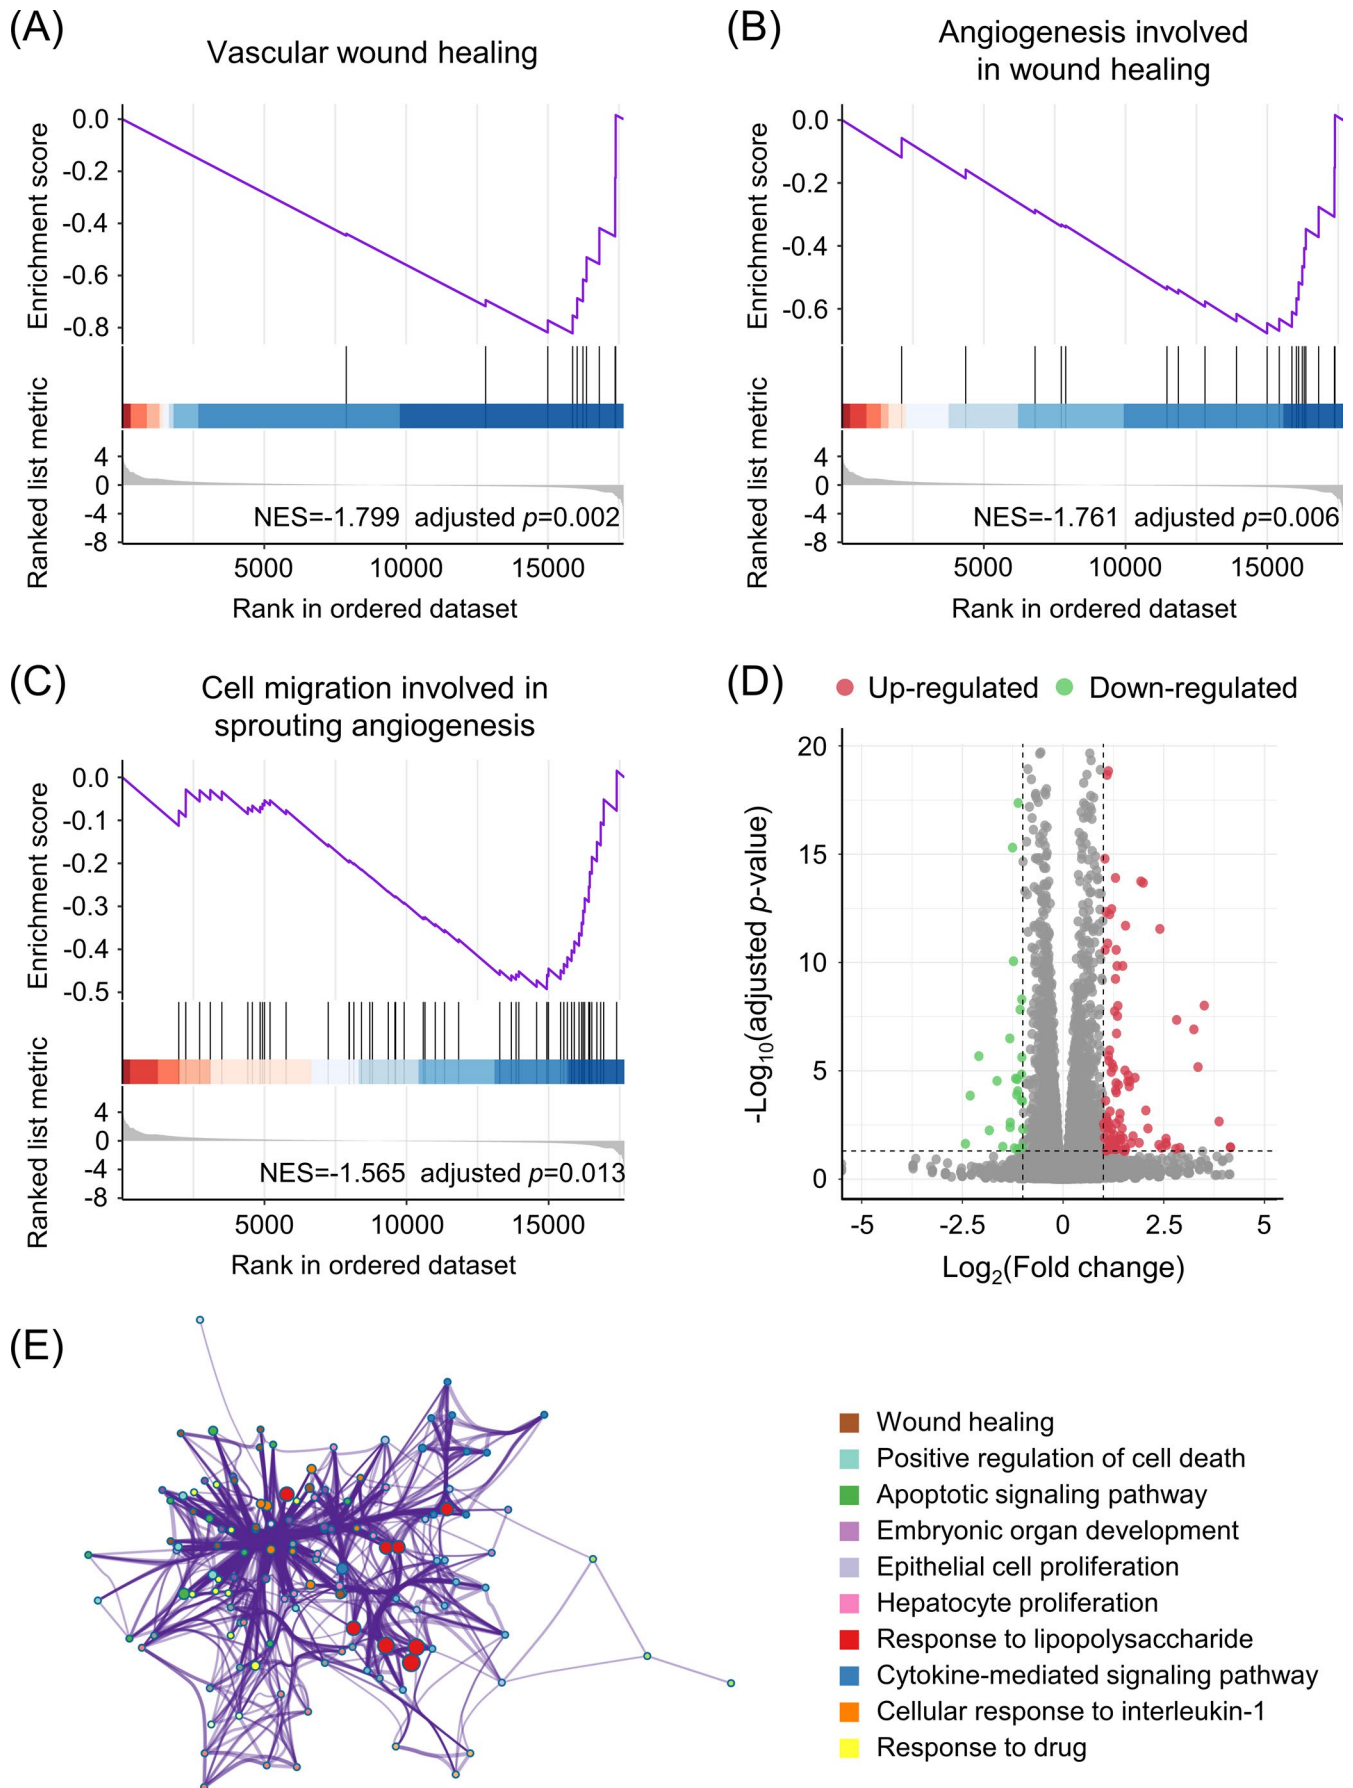 (A)
Vascular wound healing
Enrichment score
0.0
-0.2
-0.4
-0.6
-0.8
Ranked list metric
4
0
-4
-8
NES=-1.799 adjusted p=0.002
5000 10000 15000
Rank in ordered dataset
(B)
Angiogenesis involved
in wound healing
Enrichment score
0.0
-0.2
-0.4
-0.6
Ranked list metric
4
0
-4
-8
NES=-1.761 adjusted p=0.006
5000 10000 15000
Rank in ordered dataset
(C)
Cell migration involved in
sprouting angiogenesis
Enrichment score
0.0
-0.1
-0.2
-0.3
-0.4
-0.5
Ranked list metric
4
0
-4
-8
NES=-1.565 adjusted p=0.013
5000 10000 15000
Rank in ordered dataset
(D)
Up-regulated Down-regulated
-Log10(adjusted p-value)
20
15
10
5
0
-5 -2.5 0 2.5 5
Log2(Fold change)
(E)
Wound healing
Positive regulation of cell death
Apoptotic signaling pathway
Embryonic organ development
Epithelial cell proliferation
Hepatocyte proliferation
Response to lipopolysaccharide
Cytokine-mediated signaling pathway
Cellular response to interleukin-1
Response to drug